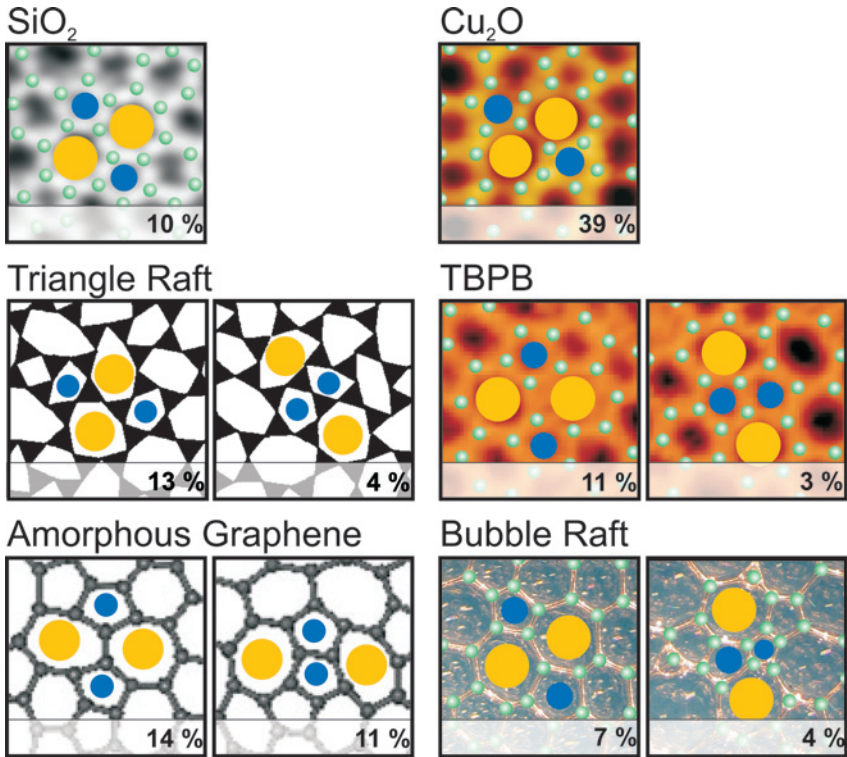 SiO₂
Cu₂O
10 %
39 %
Triangle Raft
TBPB
13 %
4 %
11 %
3 %
Amorphous Graphene
Bubble Raft
14 %
11 %
7 %
4 %